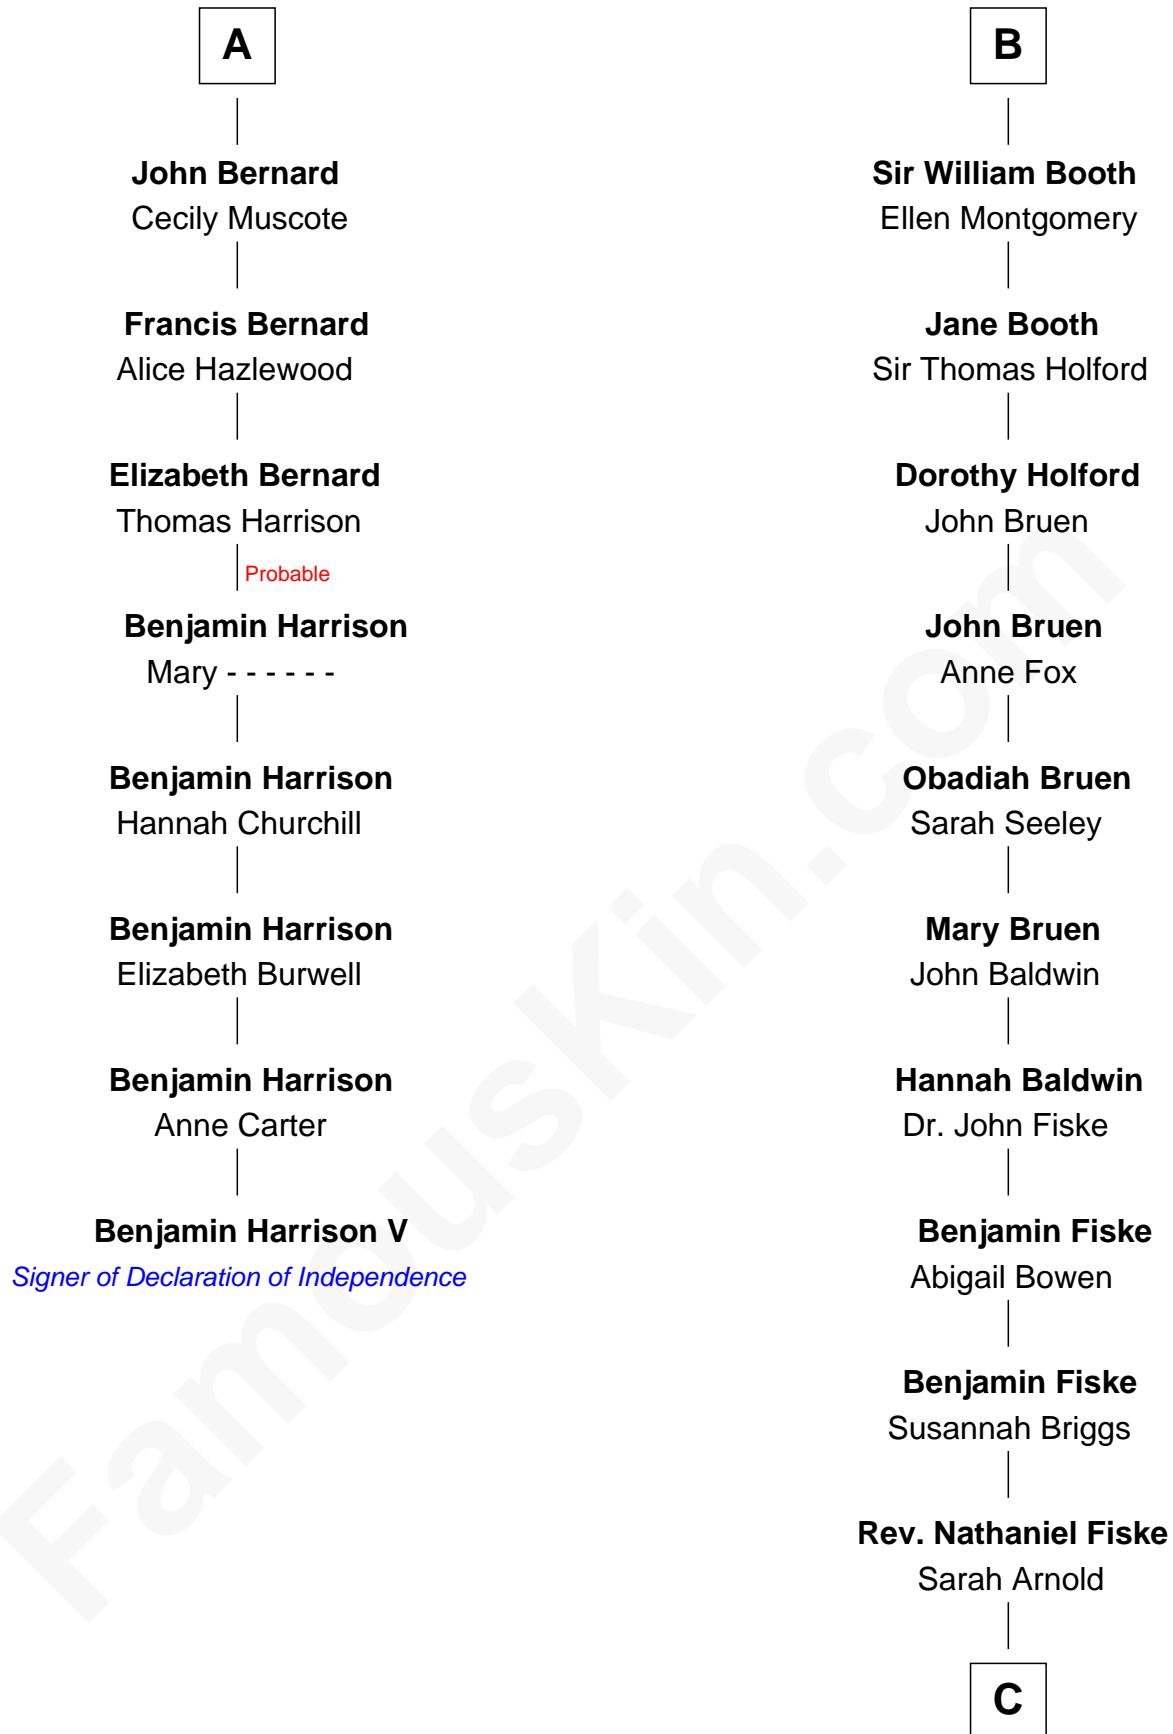 A
John Bernard
Cecily Muscote
Francis Bernard
Alice Hazlewood
Elizabeth Bernard
Thomas Harrison
Probable
Benjamin Harrison
Mary - - - - - -
Benjamin Harrison
Hannah Churchill
Benjamin Harrison
Elizabeth Burwell
Benjamin Harrison
Anne Carter
Benjamin Harrison V
Signer of Declaration of Independence
B
Sir William Booth
Ellen Montgomery
Jane Booth
Sir Thomas Holford
Dorothy Holford
John Bruen
John Bruen
Anne Fox
Obadiah Bruen
Sarah Seeley
Mary Bruen
John Baldwin
Hannah Baldwin
Dr. John Fiske
Benjamin Fiske
Abigail Bowen
Benjamin Fiske
Susannah Briggs
Rev. Nathaniel Fiske
Sarah Arnold
C
FamousKin.com